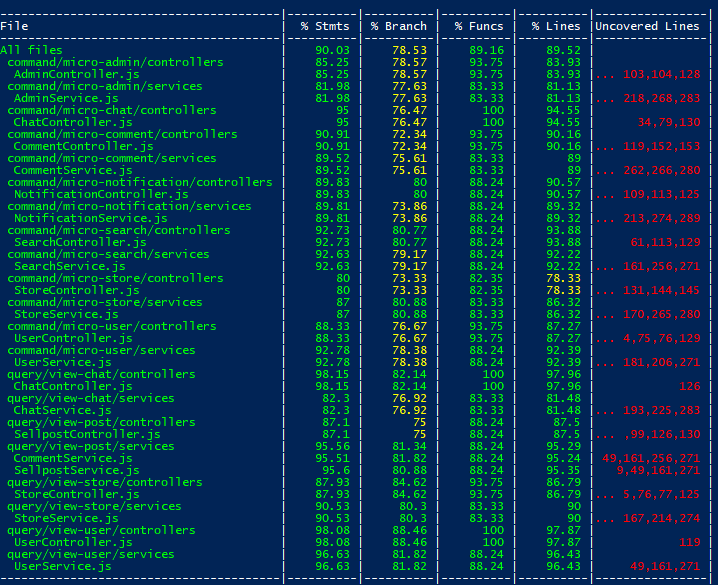 File | % Stmts | % Branch | % Funcs | % Lines |Uncovered Lines |
All files | 90.03 | 78.53 | 89.16 | 89.52 | |
command/micro-admin/controllers | 85.25 | 78.57 | 93.75 | 83.93 | |
AdminController.js | 85.25 | 78.57 | 93.75 | 83.93 |... 103,104,128 |
command/micro-admin/services | 81.98 | 77.63 | 83.33 | 81.13 | |
AdminService.js | 81.98 | 77.63 | 83.33 | 81.13 |... 218,268,283 |
command/micro-chat/controllers | 95 | 76.47 | 100 | 94.55 | |
ChatController.js | 95 | 76.47 | 100 | 94.55 | 34,79,130 |
command/micro-comment/controllers | 90.91 | 72.34 | 93.75 | 90.16 | |
CommentController.js | 90.91 | 72.34 | 93.75 | 90.16 |... 119,152,153 |
command/micro-comment/services | 89.52 | 75.61 | 83.33 | 89 | |
CommentService.js | 89.52 | 75.61 | 83.33 | 89 |... 262,266,280 |
command/micro-notification/controllers | 89.83 | 80 | 88.24 | 90.57 | |
NotificationController.js | 89.83 | 80 | 88.24 | 90.57 |... 109,113,125 |
command/micro-notification/services | 89.81 | 73.86 | 88.24 | 89.32 | |
NotificationService.js | 89.81 | 73.86 | 88.24 | 89.32 |... 213,274,289 |
command/micro-search/controllers | 92.73 | 80.77 | 88.24 | 93.88 | |
SearchController.js | 92.73 | 80.77 | 88.24 | 93.88 | 61,113,129 |
command/micro-search/services | 92.63 | 79.17 | 88.24 | 92.22 | |
SearchService.js | 92.63 | 79.17 | 88.24 | 92.22 |... 161,256,271 |
command/micro-store/controllers | 80 | 73.33 | 82.35 | 78.33 | |
StoreController.js | 80 | 73.33 | 82.35 | 78.33 |... 131,144,145 |
command/micro-store/services | 87 | 80.88 | 83.33 | 86.32 | |
StoreService.js | 87 | 80.88 | 83.33 | 86.32 |... 170,265,280 |
command/micro-user/controllers | 88.33 | 76.67 | 93.75 | 87.27 | |
UserController.js | 88.33 | 76.67 | 93.75 | 87.27 |... 4,75,76,129 |
command/micro-user/services | 92.78 | 78.38 | 88.24 | 92.39 | |
UserService.js | 92.78 | 78.38 | 88.24 | 92.39 |... 181,206,271 |
query/view-chat/controllers | 98.15 | 82.14 | 100 | 97.96 | |
ChatController.js | 98.15 | 82.14 | 100 | 97.96 | 126 |
query/view-chat/services | 82.3 | 76.92 | 83.33 | 81.48 | |
ChatService.js | 82.3 | 76.92 | 83.33 | 81.48 |... 193,225,283 |
query/view-post/controllers | 87.1 | 75 | 88.24 | 87.5 | |
SellpostController.js | 87.1 | 75 | 88.24 | 87.5 |... ,99,126,130 |
query/view-post/services | 95.56 | 81.34 | 88.24 | 95.29 | |
CommentService.js | 95.51 | 81.82 | 88.24 | 95.24 | 49,161,256,271 |
SellpostService.js | 95.6 | 80.88 | 88.24 | 95.35 | 9,49,161,271 |
query/view-store/controllers | 87.93 | 84.62 | 93.75 | 86.79 | |
StoreController.js | 87.93 | 84.62 | 93.75 | 86.79 |... 5,76,77,125 |
query/view-store/services | 90.53 | 80.3 | 83.33 | 90 | |
StoreService.js | 90.53 | 80.3 | 83.33 | 90 |... 167,214,274 |
query/view-user/controllers | 98.08 | 88.46 | 100 | 97.87 | |
UserController.js | 98.08 | 88.46 | 100 | 97.87 | 119 |
query/view-user/services | 96.63 | 81.82 | 88.24 | 96.43 | |
UserService.js | 96.63 | 81.82 | 88.24 | 96.43 | 49,161,271 |